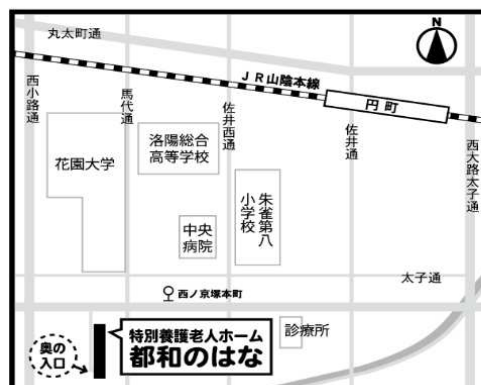 N
丸太町通
JR山陰本線
円町
西小路通
馬代通
佐井西通
佐井通
西大路太子通
花園大学
洛陽総合
高等学校
朱雀第八
小学校
中央
病院
太子通
西ノ京塚本町
診療所
特別養護老人ホーム
都和のはな
奥の
入口